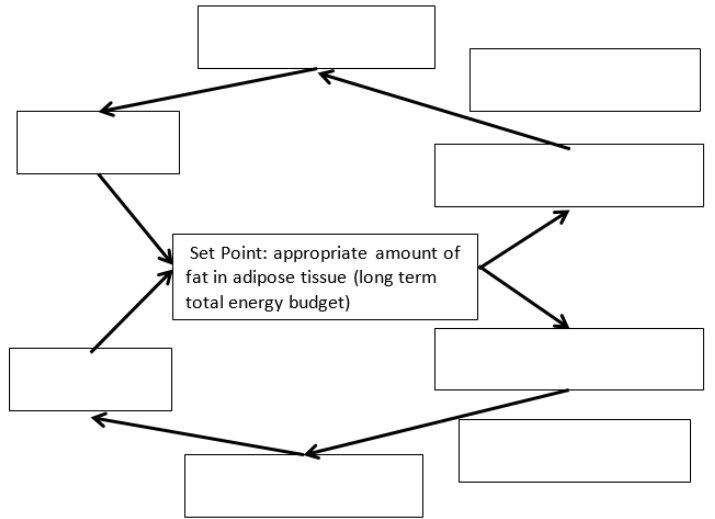 Set Point: appropriate amount of
fat in adipose tissue (long term
total energy budget)